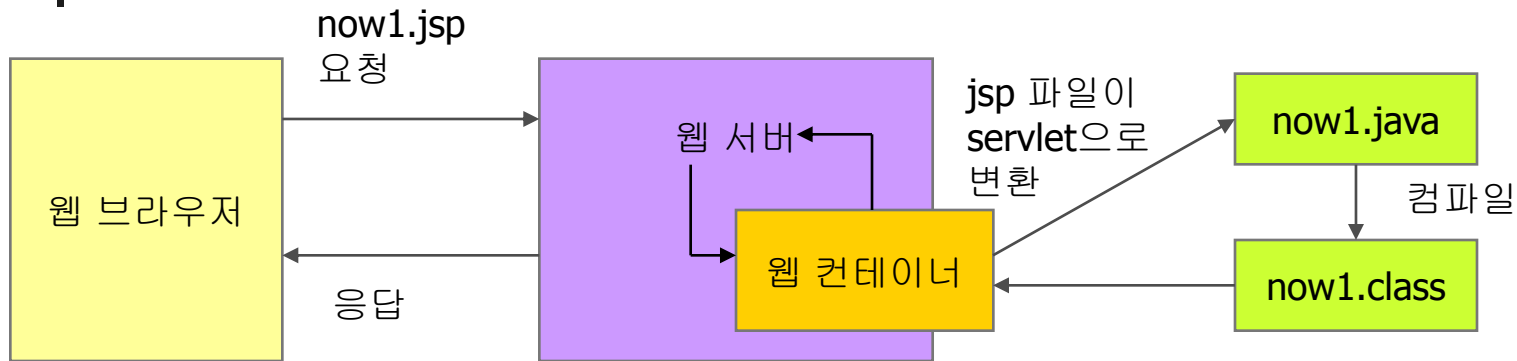 now1.jsp
요청
웹 브라우저
응답
웹 서버
웹 컨테이너
jsp 파일이
servlet으로
변환
now1.java
컴파일
now1.class